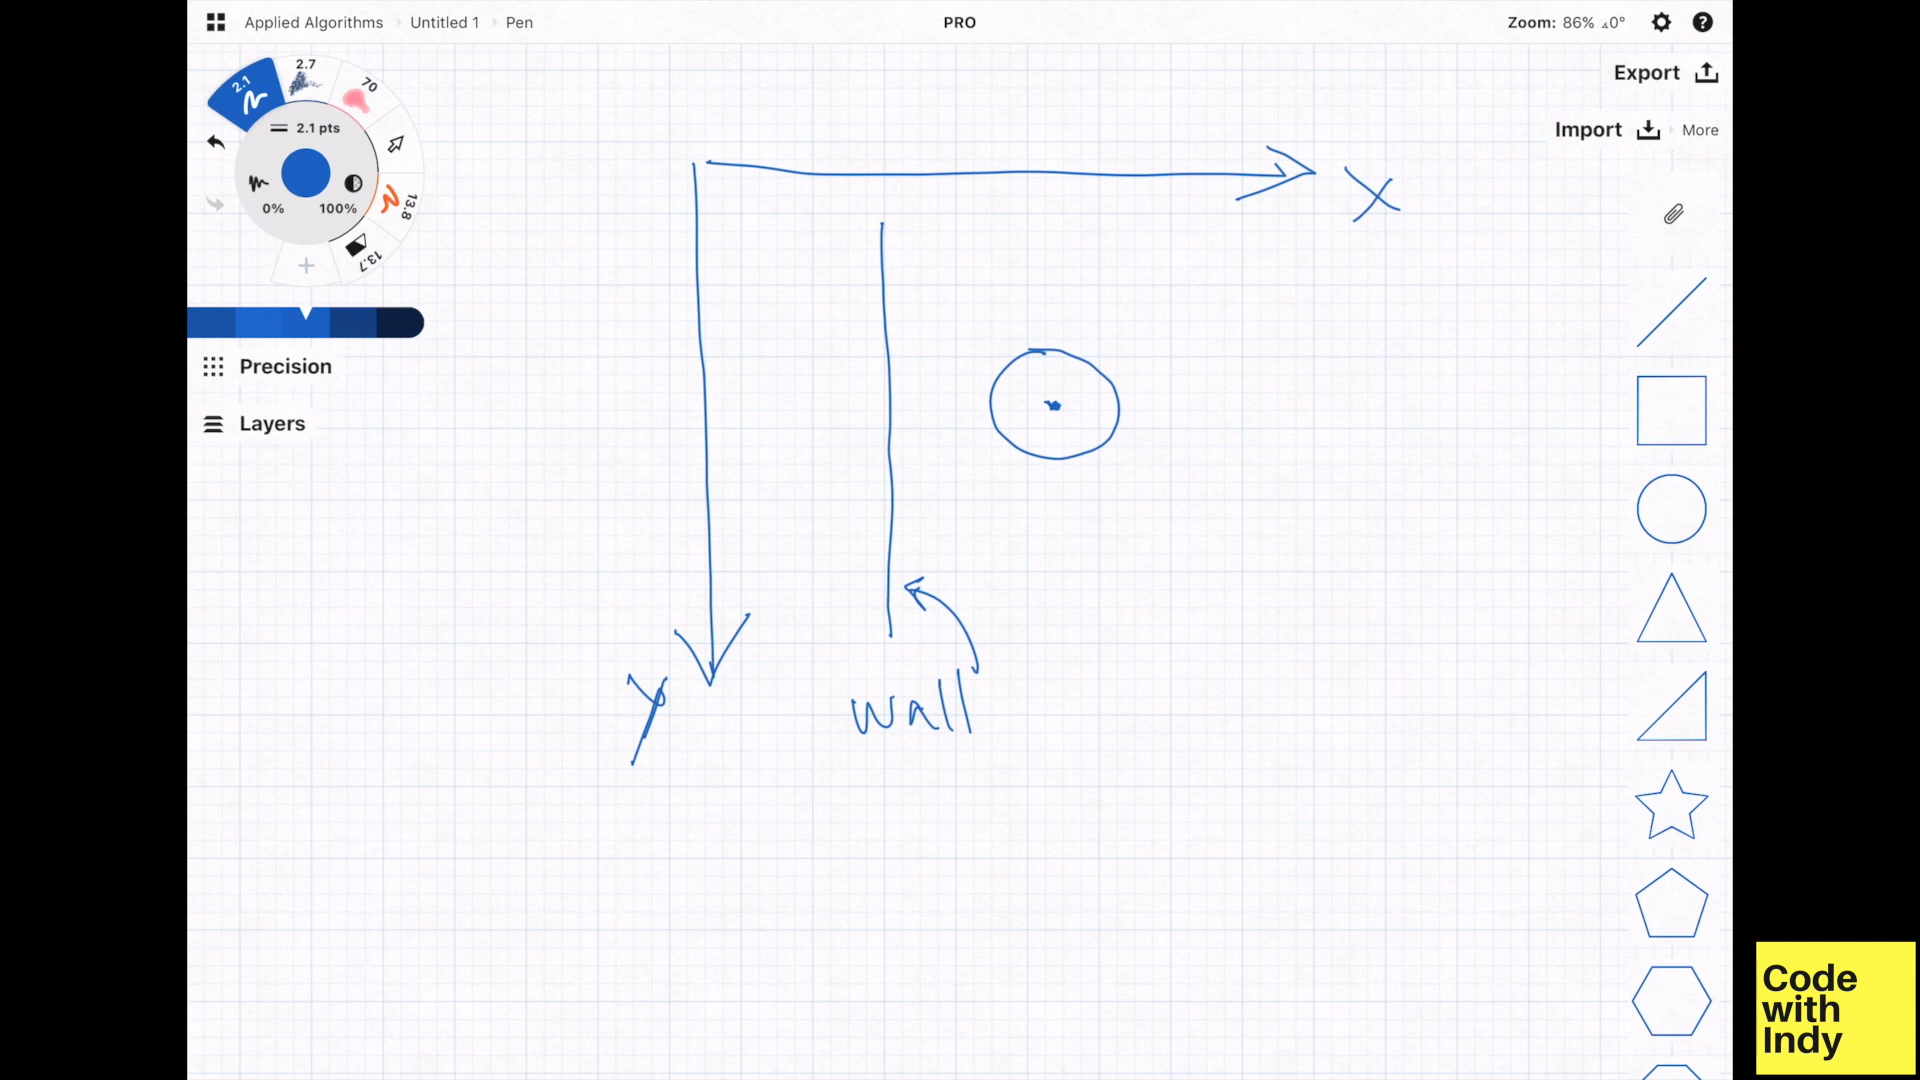 Applied Algorithms Untitled 1 Pen
PRO
Zoom: 86% ⊿0°
Export
Import More
2.1
2.7
70
2.1 pts
0%
100%
13.8
13.7
Precision
Layers
X
Y
wall
Code
with
Indy